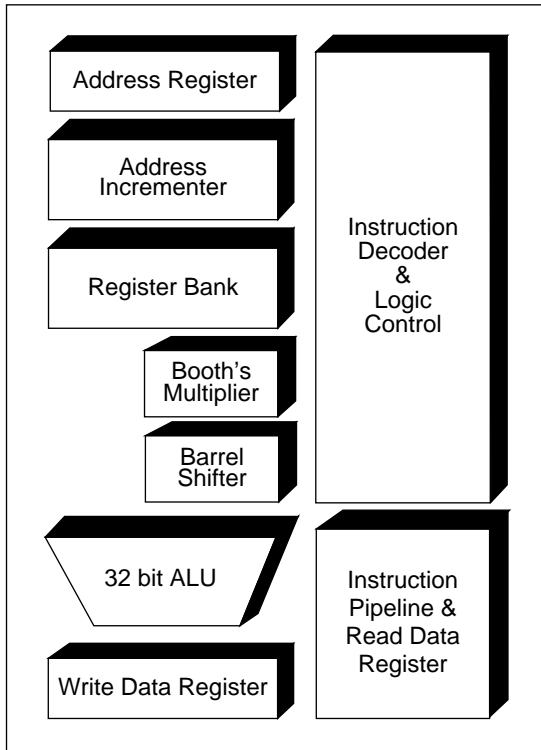 Address Register
Address
Incrementer
Register Bank
Booth's
Multiplier
Barrel
Shifter
32 bit ALU
Write Data Register
Instruction
Decoder
&
Logic
Control
Instruction
Pipeline &
Read Data
Register